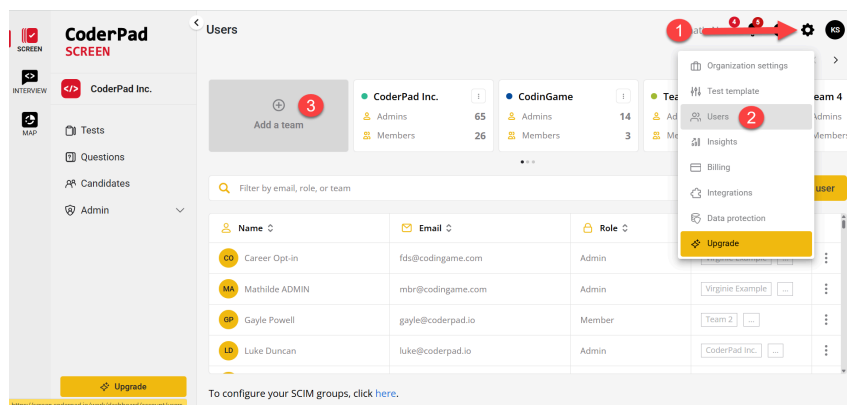 CoderPad
SCREEN
SCREEN
INTERVIEW
MAP
CoderPad Inc.
Tests
Questions
Candidates
Admin
Upgrade
Users
1
4
5
KS
Organization settings
Test template
Users
2
Insights
Billing
Integrations
Data protection
Upgrade
Add a team
3
CoderPad Inc.
Admins 65
Members 26
CodinGame
Admins 14
Members 3
eam 4
Admins
Member
Filter by email, role, or team
user
Name Email Role
CO Career Opt-in fds@codingame.com Admin Virginie Example ...
MA Mathilde ADMIN mbr@codingame.com Admin Virginie Example ...
GP Gayle Powell gayle@coderpad.io Member Team 2 ...
LD Luke Duncan luke@coderpad.io Admin CoderPad Inc. ...
To configure your SCIM groups, click here.